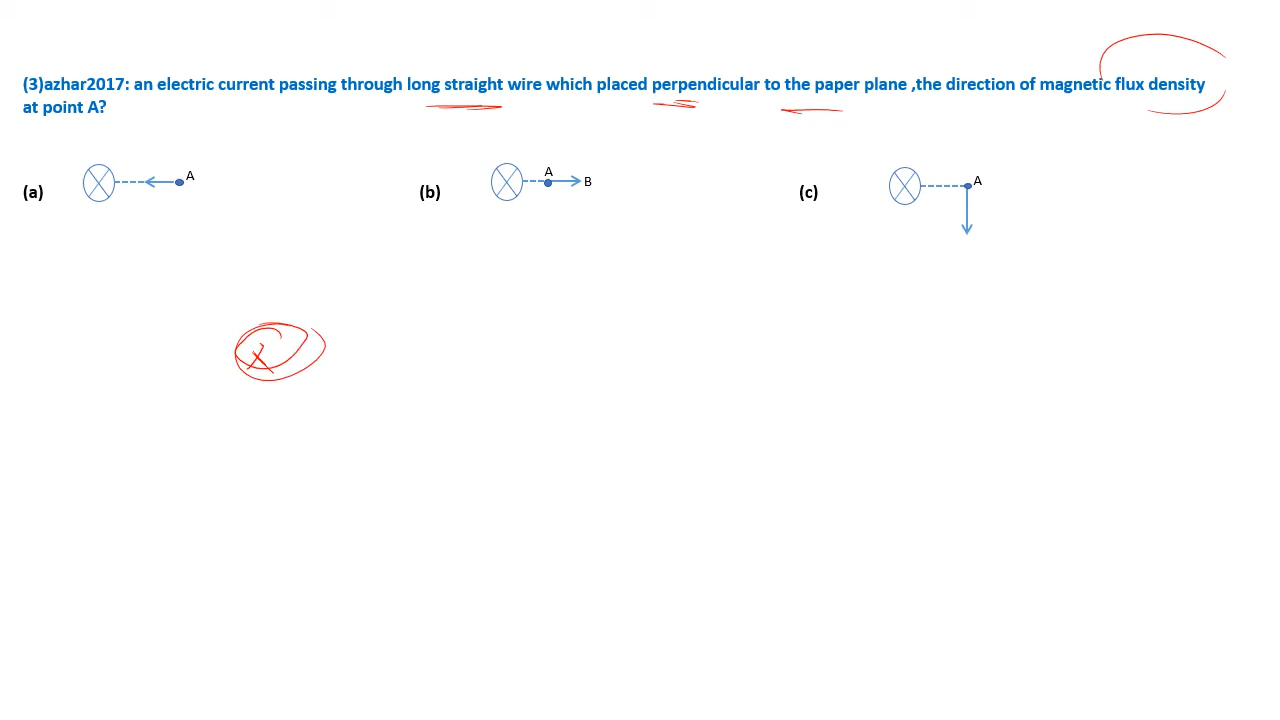 (3)azhar2017: an electric current passing through long straight wire which placed perpendicular to the paper plane ,the direction of magnetic flux density
at point A?
(a) A
(b) A B
(c) A